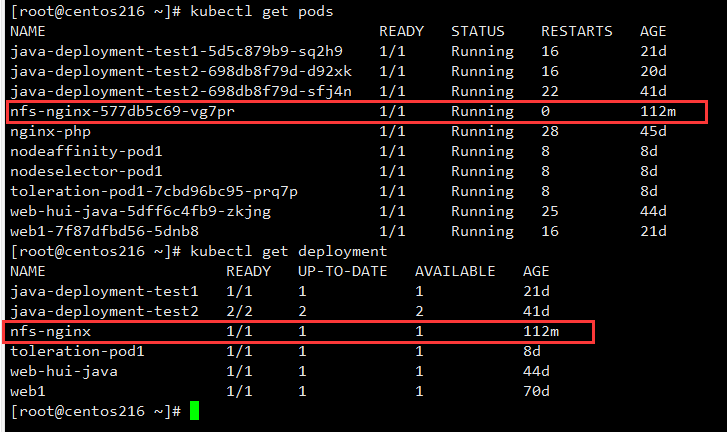 [root@centos216 ~]# kubectl get pods
NAME READY STATUS RESTARTS AGE
java-deployment-test1-5d5c879b9-sq2h9 1/1 Running 16 21d
java-deployment-test2-698db8f79d-d92xk 1/1 Running 16 20d
java-deployment-test2-698db8f79d-sfj4n 1/1 Running 22 41d
nfs-nginx-577db5c69-vg7pr 1/1 Running 0 112m
nginx-php 1/1 Running 28 45d
nodeaffinity-pod1 1/1 Running 8 8d
nodeselector-pod1 1/1 Running 8 8d
toleration-pod1-7cbd96bc95-prq7p 1/1 Running 8 8d
web-hui-java-5dff6c4fb9-zkjng 1/1 Running 25 44d
web1-7f87dfbd56-5dnb8 1/1 Running 16 21d
[root@centos216 ~]# kubectl get deployment
NAME READY UP-TO-DATE AVAILABLE AGE
java-deployment-test1 1/1 1 1 21d
java-deployment-test2 2/2 2 2 41d
nfs-nginx 1/1 1 1 112m
toleration-pod1 1/1 1 1 8d
web-hui-java 1/1 1 1 44d
web1 1/1 1 1 70d
[root@centos216 ~]#